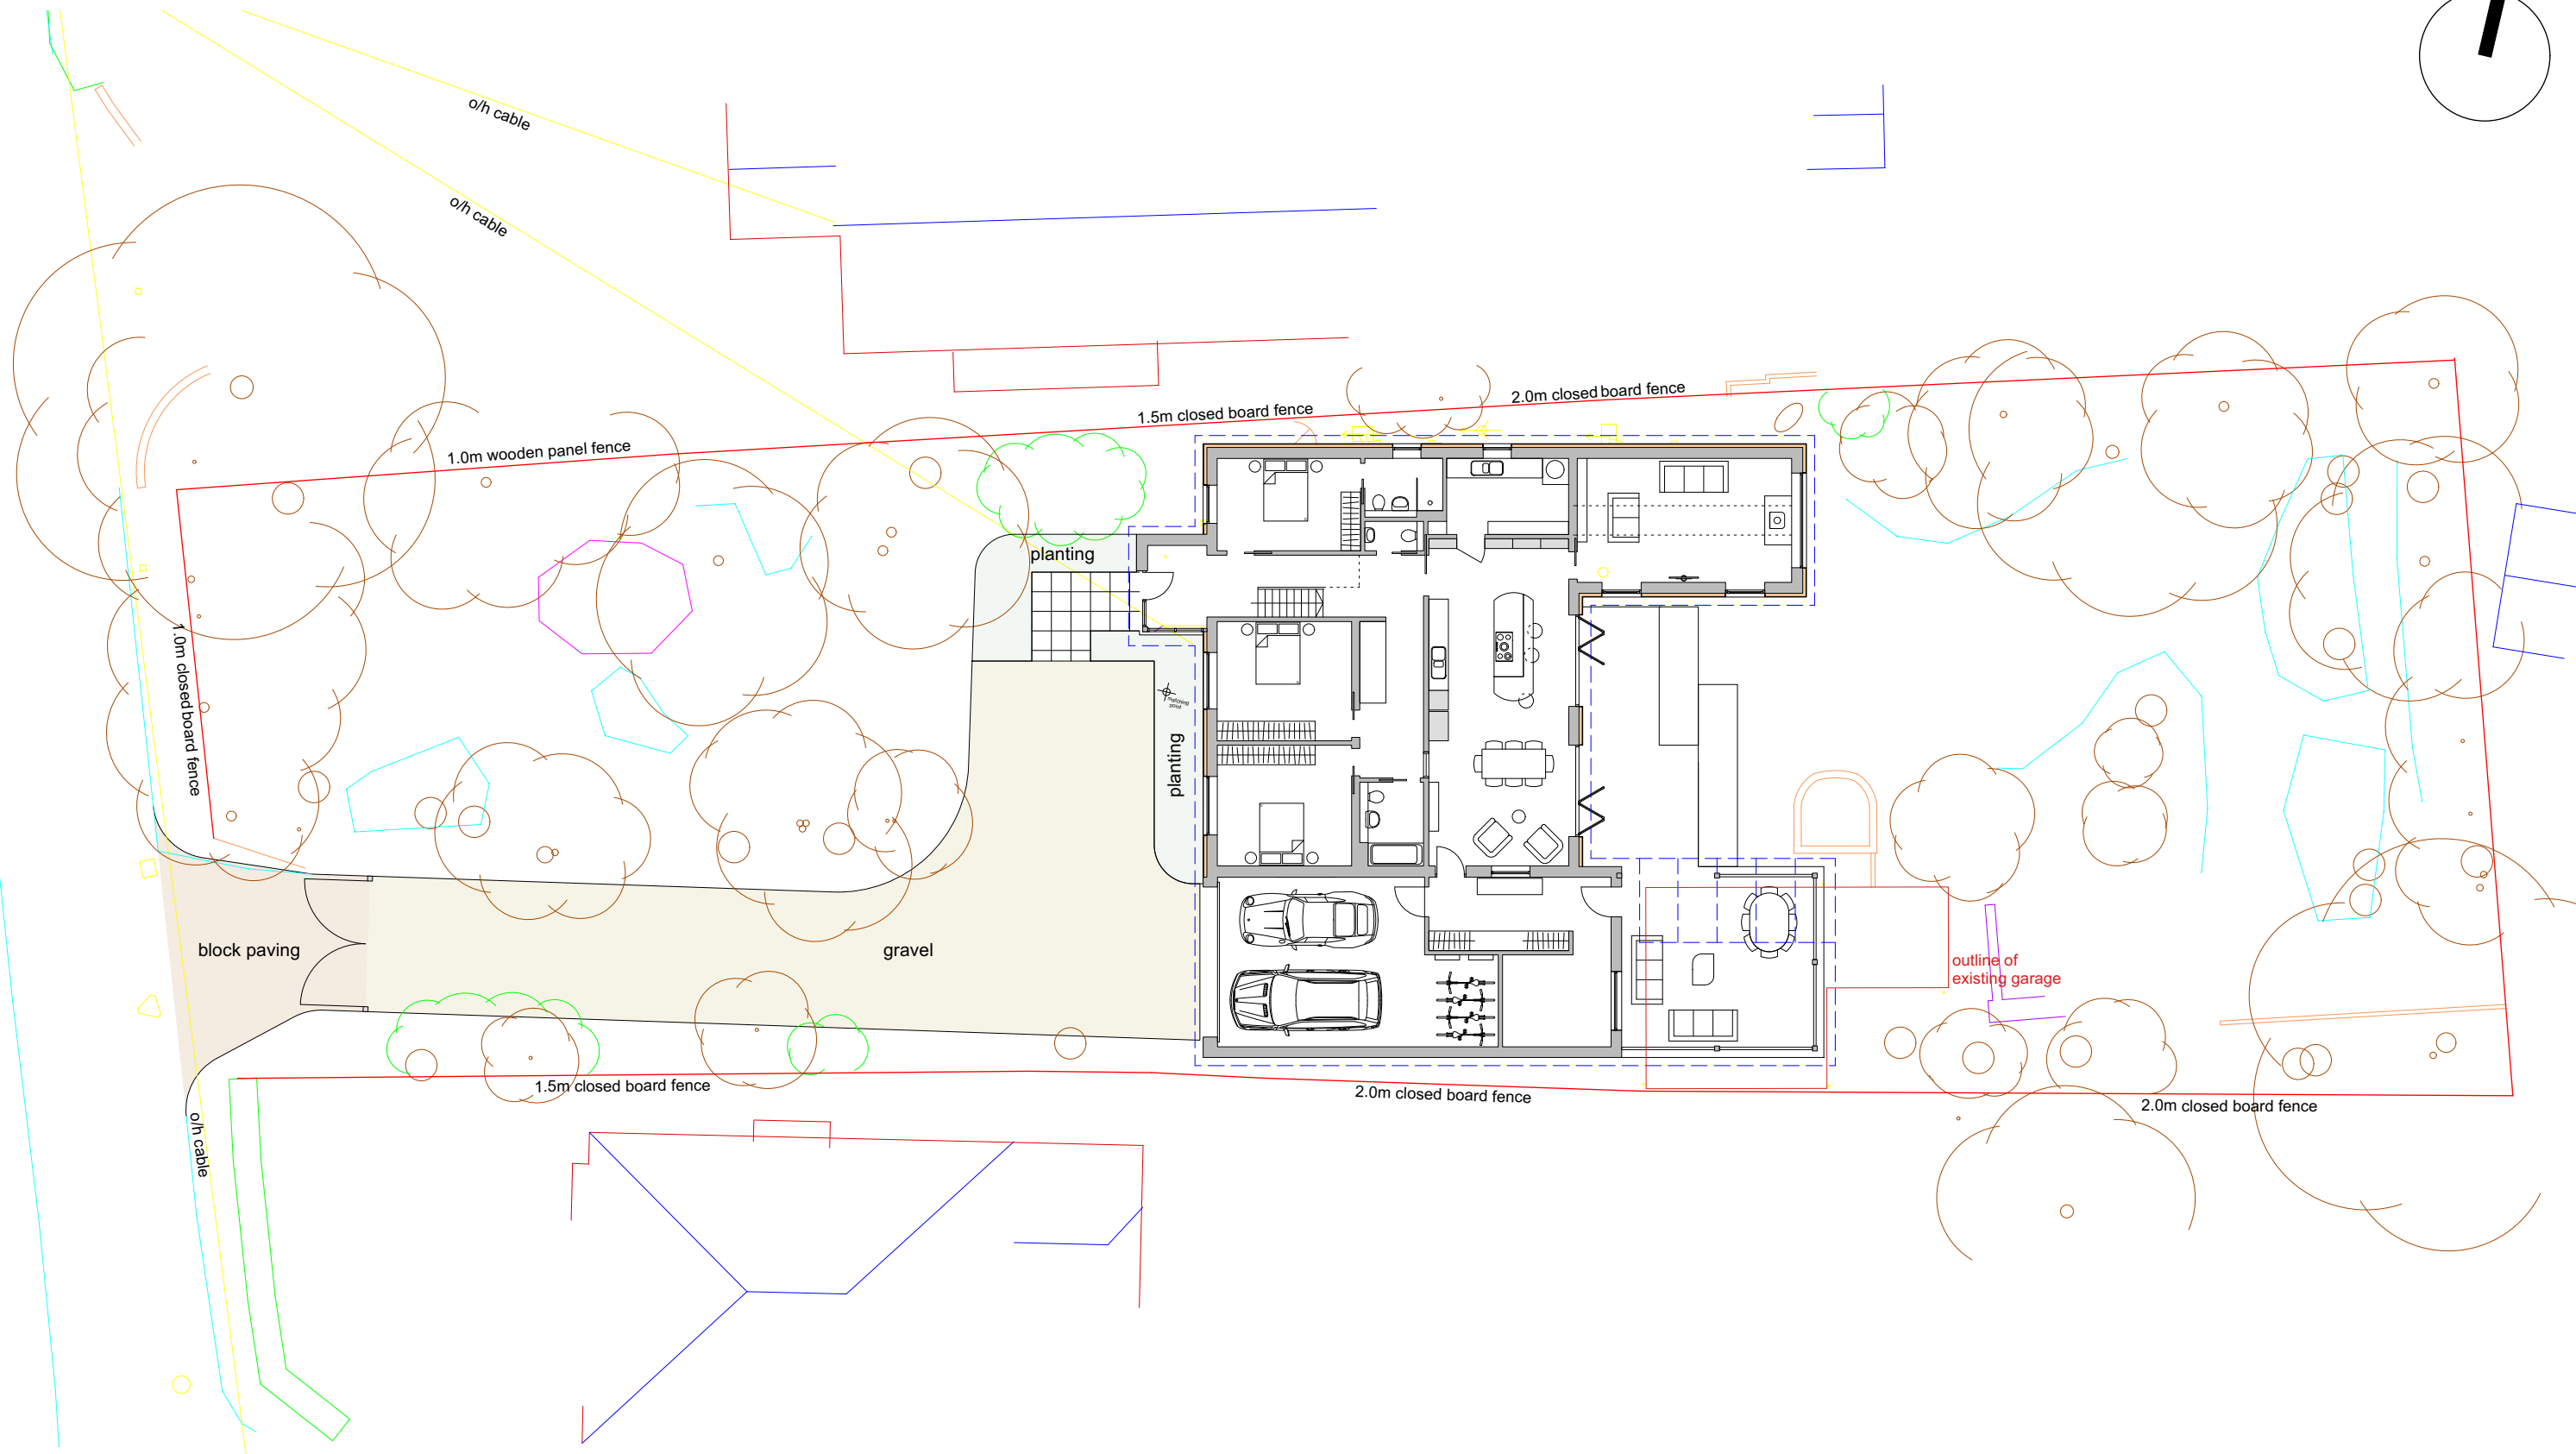 o/h cable
o/h cable
2.0m closed board fence
1.5m closed board fence
1.0m wooden panel fence
planting
1.0m closed board fence
matching
point
planting
block paving
gravel
outline of
existing garage
1.5m closed board fence
2.0m closed board fence
2.0m closed board fence
o/h cable